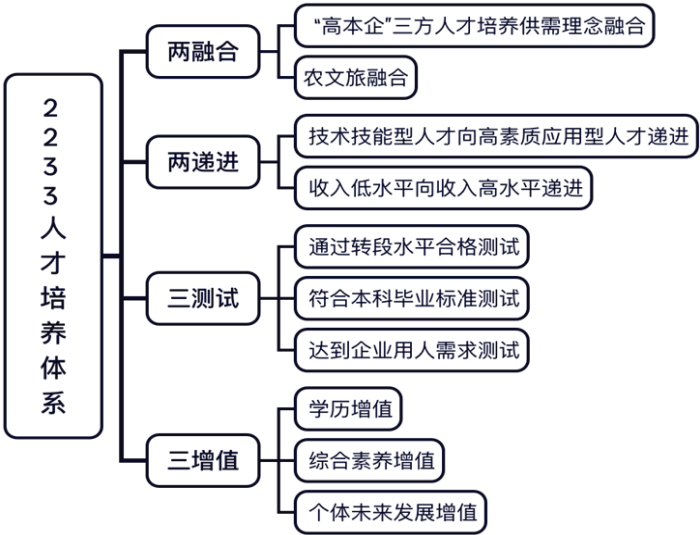 2233人才培养体系
两融合
“高本企”三方人才培养供需理念融合
农文旅融合
两递进
技术技能型人才向高素质应用型人才递进
收入低水平向收入高水平递进
三测试
通过转段水平合格测试
符合本科毕业标准测试
达到企业用人需求测试
三增值
学历增值
综合素养增值
个体未来发展增值